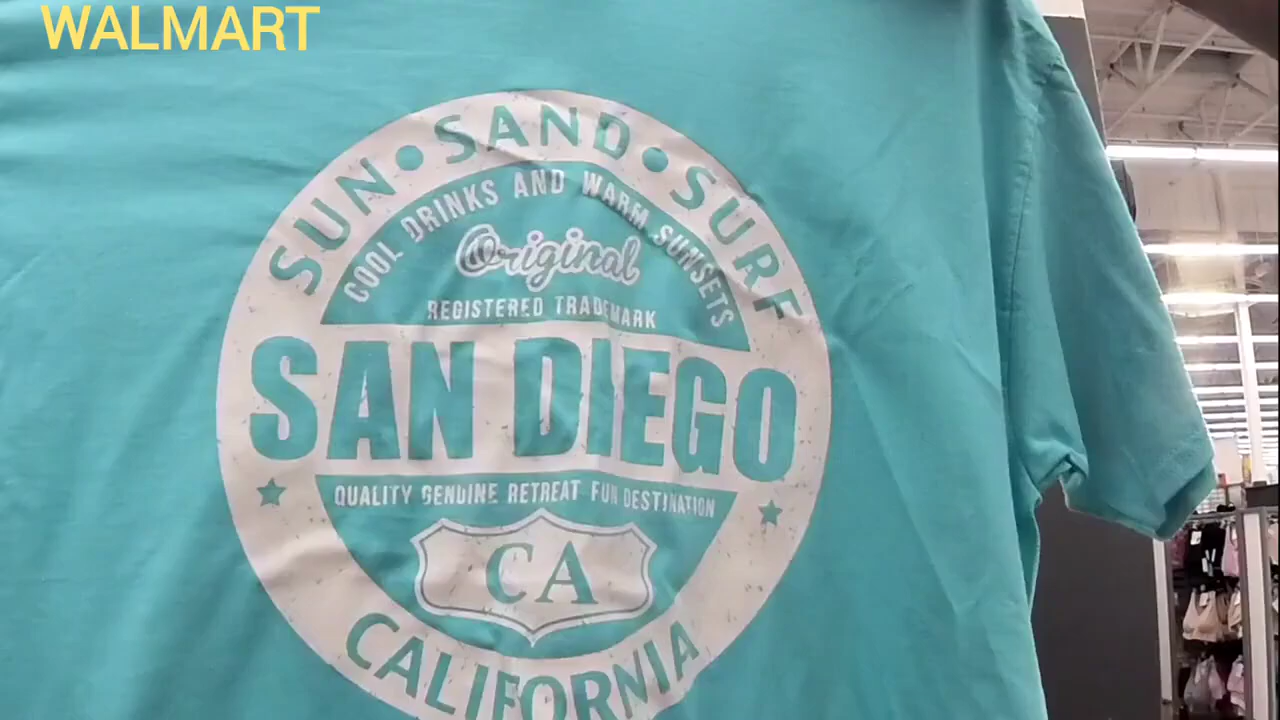 WALMART
SUN • SAND • SURF
COOL DRINKS AND WARM SUNSETS
Original
REGISTERED TRADEMARK
SAN DIEGO
QUALITY GENUINE RETREAT FUN DESTINATION
CA
CALIFORNIA